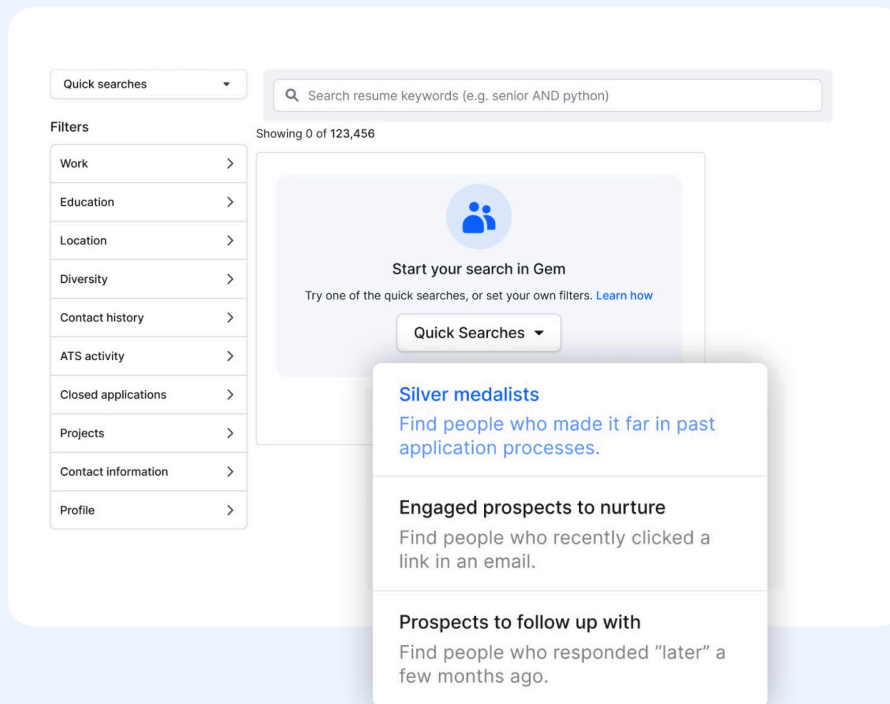 Quick searches
Search resume keywords (e.g. senior AND python)
Filters
Showing 0 of 123,456
Work
Education
Location
Diversity
Contact history
ATS activity
Closed applications
Projects
Contact information
Profile
Start your search in Gem
Try one of the quick searches, or set your own filters. Learn how
Quick Searches
Silver medalists
Find people who made it far in past
application processes.
Engaged prospects to nurture
Find people who recently clicked a
link in an email.
Prospects to follow up with
Find people who responded “later” a
few months ago.